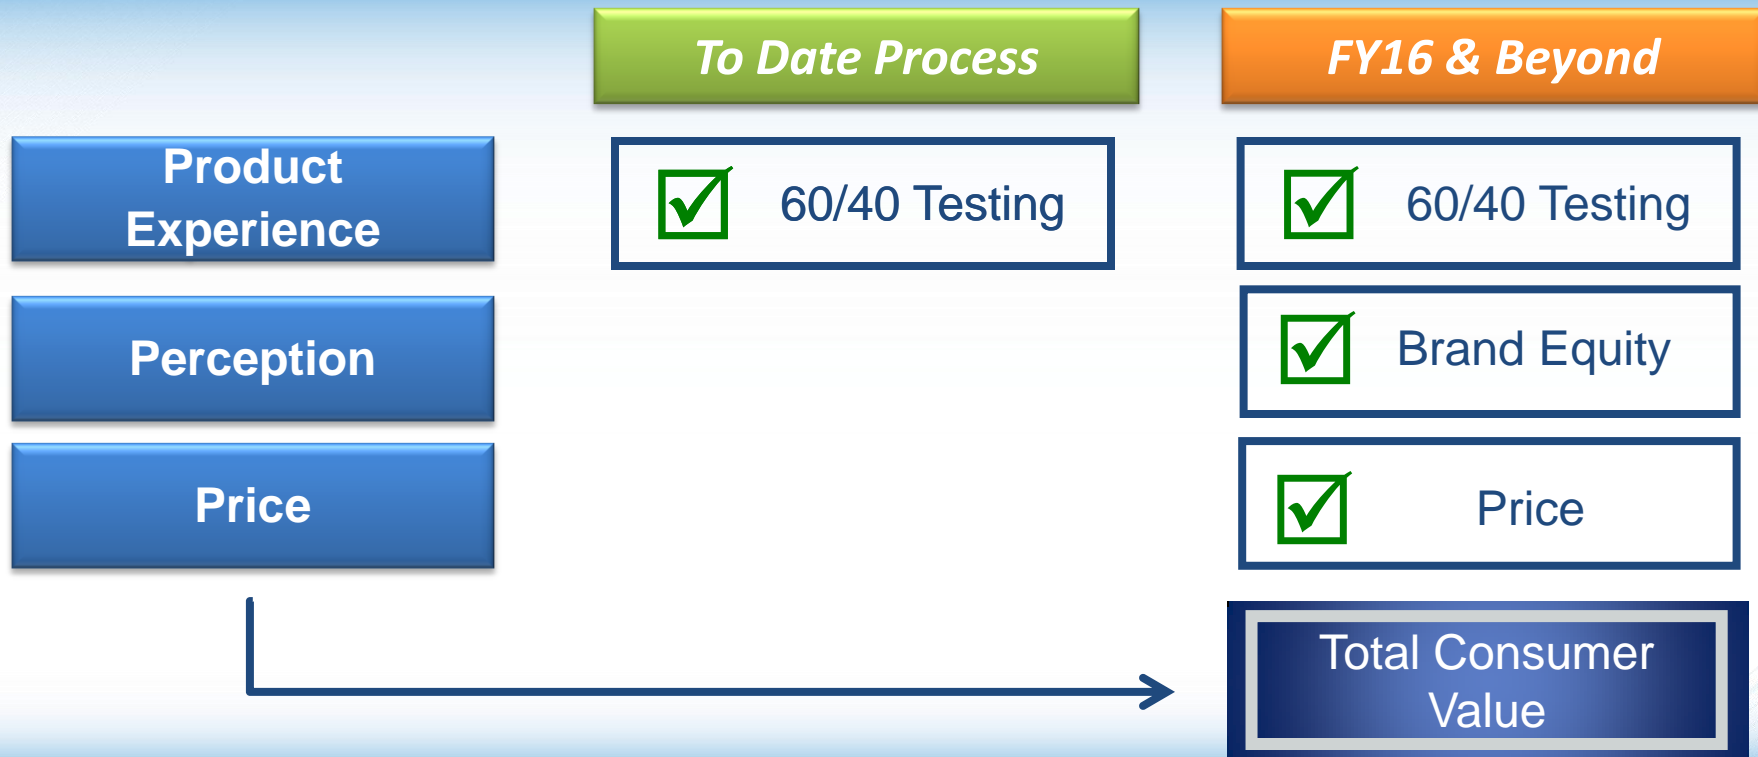 To Date Process
FY16 & Beyond
Product
Experience
60/40 Testing
60/40 Testing
Perception
Brand Equity
Price
Price
Total Consumer
Value